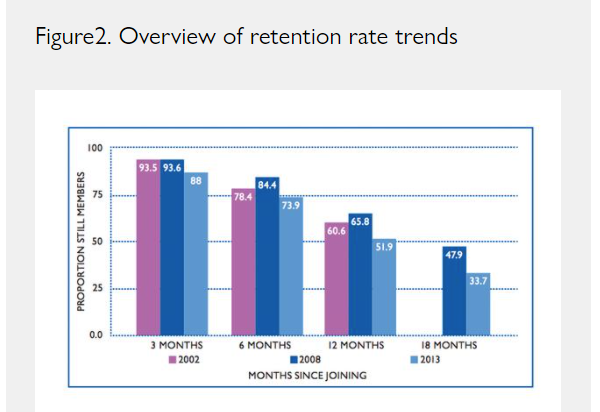 Figure2. Overview of retention rate trends
PROPORTION STILL MEMBERS
100
75
50
25
0.0
93.5 93.6 88
78.4 84.4 73.9
60.6 65.8 51.9
47.9 33.7
3 MONTHS 6 MONTHS 12 MONTHS 18 MONTHS
2002 2008 2013
MONTHS SINCE JOINING